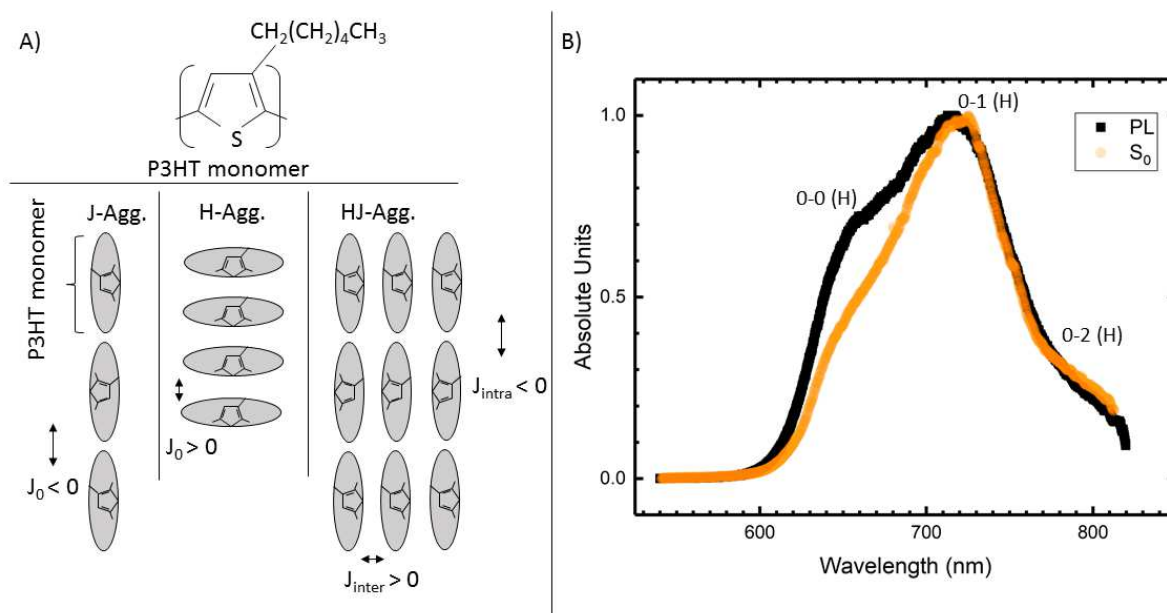 A)
CH2(CH2)4CH3
S
P3HT monomer
P3HT monomer
J-Agg.
H-Agg.
HJ-Agg.
J0 < 0
J0 > 0
Jintra < 0
Jinter > 0
B)
0-0 (H)
0-1 (H)
0-2 (H)
PL
S0
1.0
0.5
0.0
Absolute Units
600
700
800
Wavelength (nm)